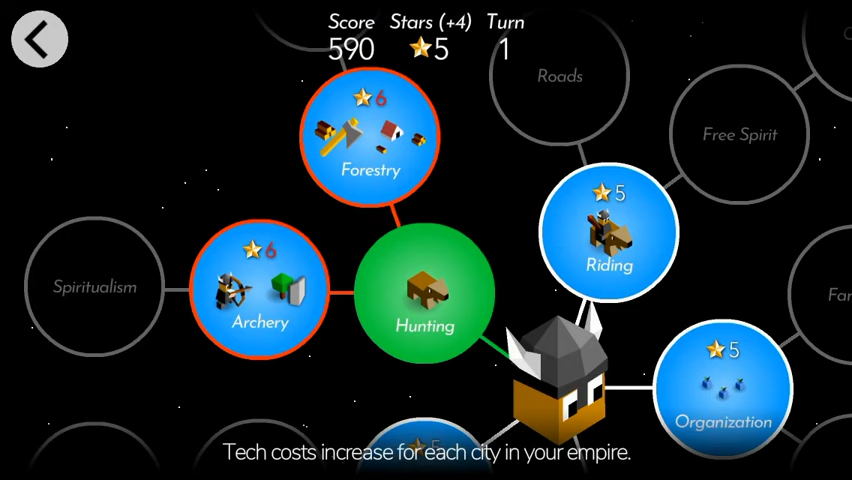 Score Stars (+4) Turn
590 5 1
Roads
6
Forestry
Free Spirit
5
Riding
6
Archery
Spiritualism
Hunting
5
Organization
5
Tech costs increase for each city in your empire.